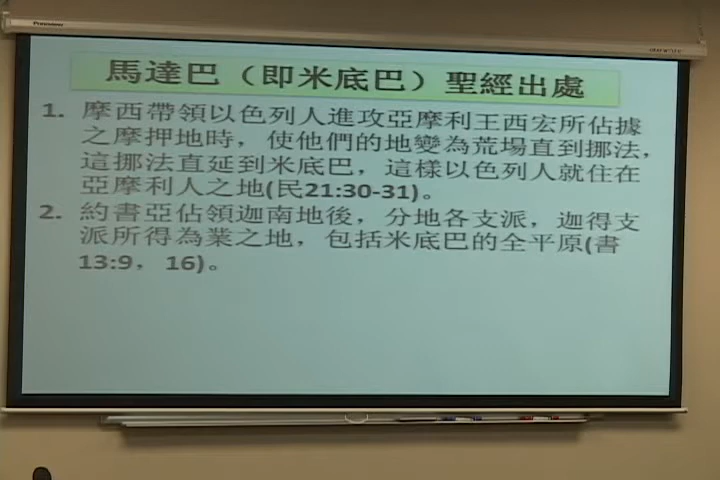 馬達巴（即米底巴）聖經出處
1. 摩西帶領以色列人進攻亞摩利王西宏所佔據
之摩押地時，使他們的地變為荒場直到挪法，
這挪法直延到米底巴，這樣以色列人就住在
亞摩利人之地(民21:30-31)。
2. 約書亞佔領迦南地後，分地各支派，迦得支
派所得為業之地，包括米底巴的全平原(書
13:9，16)。